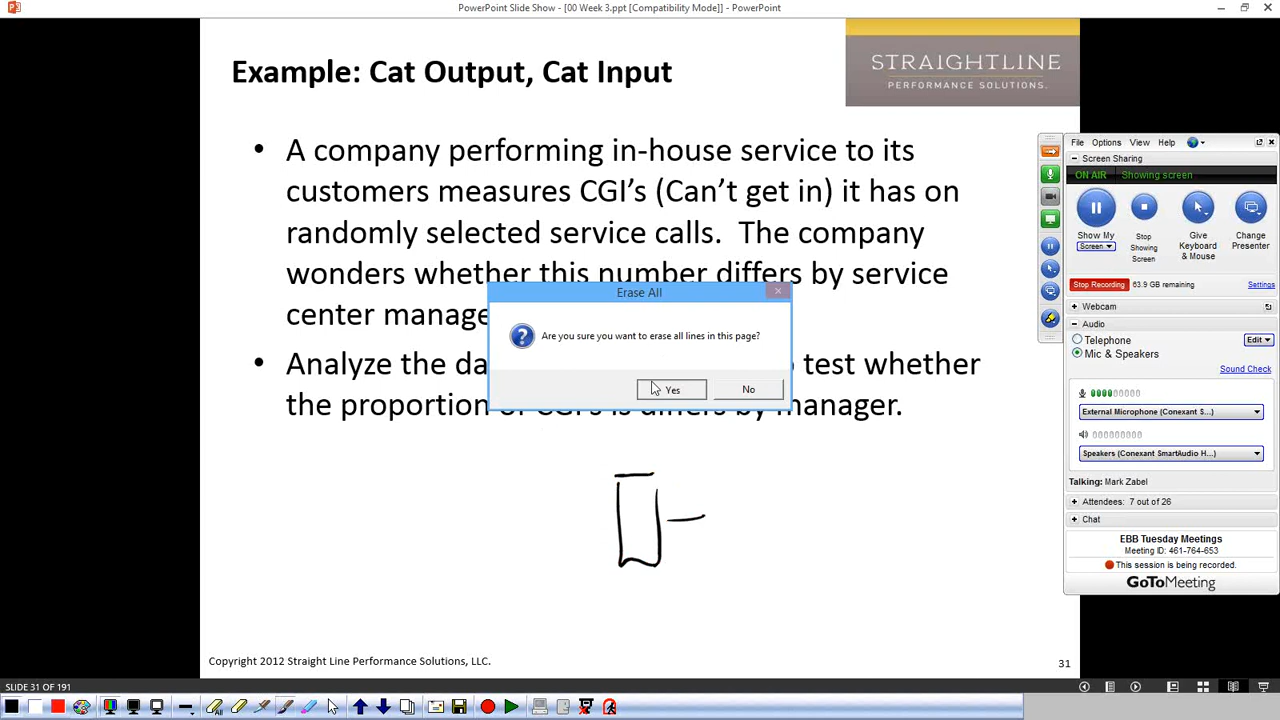 PowerPoint Slide Show - [00 Week 3.ppt [Compatibility Mode]] - PowerPoint
Example: Cat Output, Cat Input
STRAIGHTLINE
PERFORMANCE SOLUTIONS.
• A company performing in-house service to its
customers measures CGI's (Can't get in) it has on
randomly selected service calls. The company
wonders whether this number differs by service
center manage
• Analyze the da
test whether
the proportion
differs by manager.
Erase All
Are you sure you want to erase all lines in this page?
Yes
No
Copyright 2012 Straight Line Performance Solutions, LLC.
31
SLIDE 31 OF 191
File Options View Help
Screen Sharing
ON AIR Showing screen
Show My
Screen
Stop
Showing
Screen
Give
Keyboard
& Mouse
Change
Presenter
Stop Recording 63.9 GB remaining Settings
Webcam
Audio
Telephone Edit
Mic & Speakers
Sound Check
External Microphone (Conexant S...)
Speakers (Conexant SmartAudio H...)
Talking: Mark Zabel
Attendees: 7 out of 26
Chat
EBB Tuesday Meetings
Meeting ID: 461-764-653
This session is being recorded.
GoToMeeting